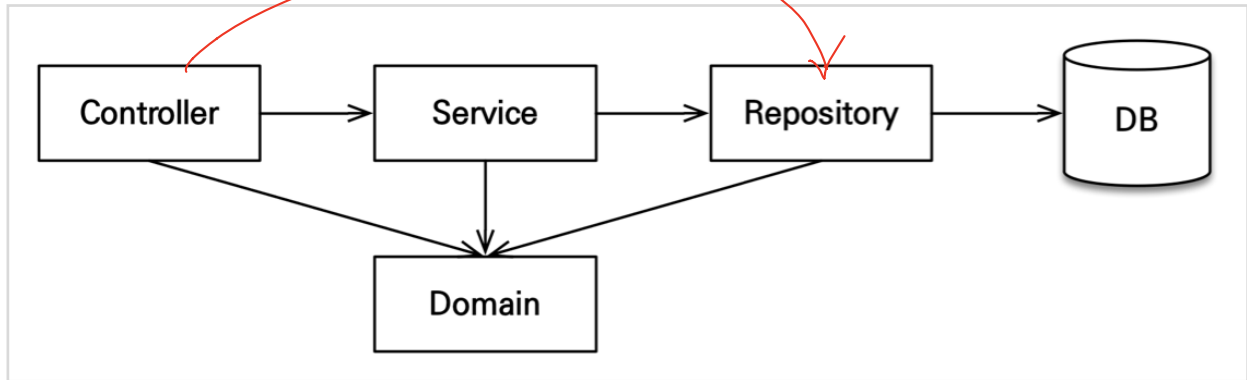 Controller
Service
Repository
DB
Domain